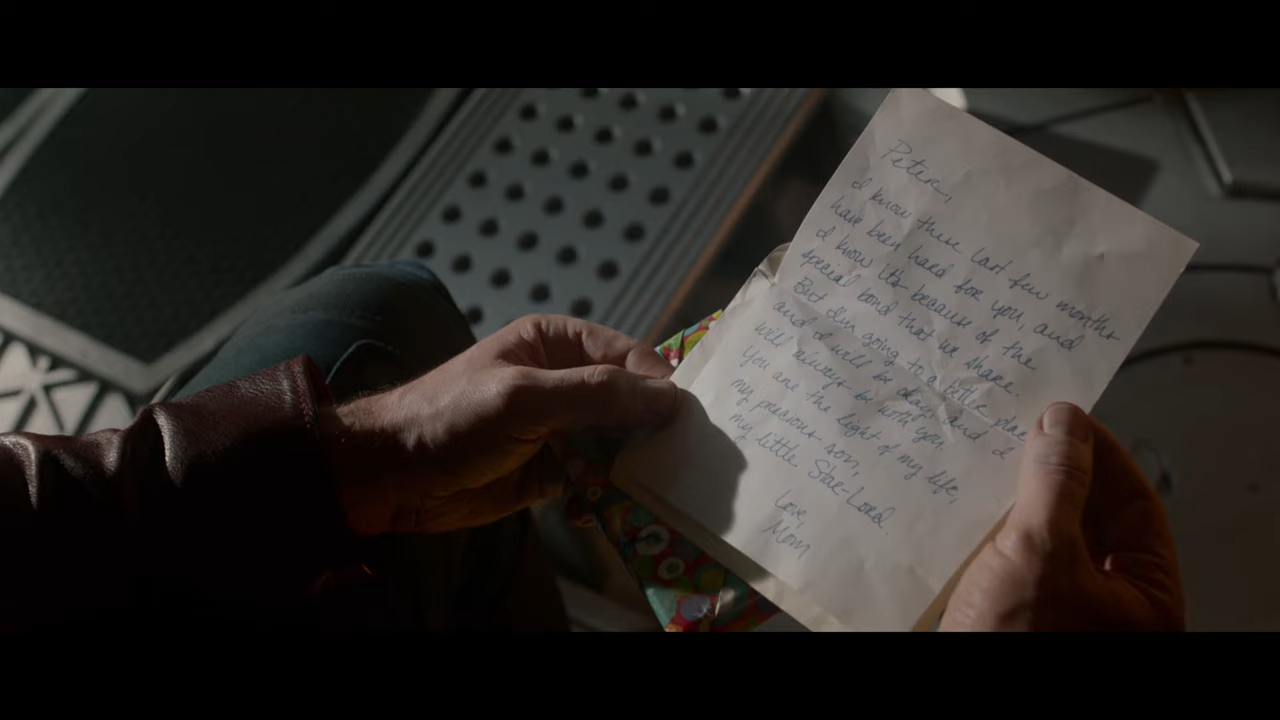 Peter,
I know these last few months
have been hard for you, and
I know it's because of the
special bond that we share.
But I'm going to a better place
and I will be okay. And I
will always be with you.
You are the light of my life,
my precious son,
my little Star-Lord.
Love,
Mom